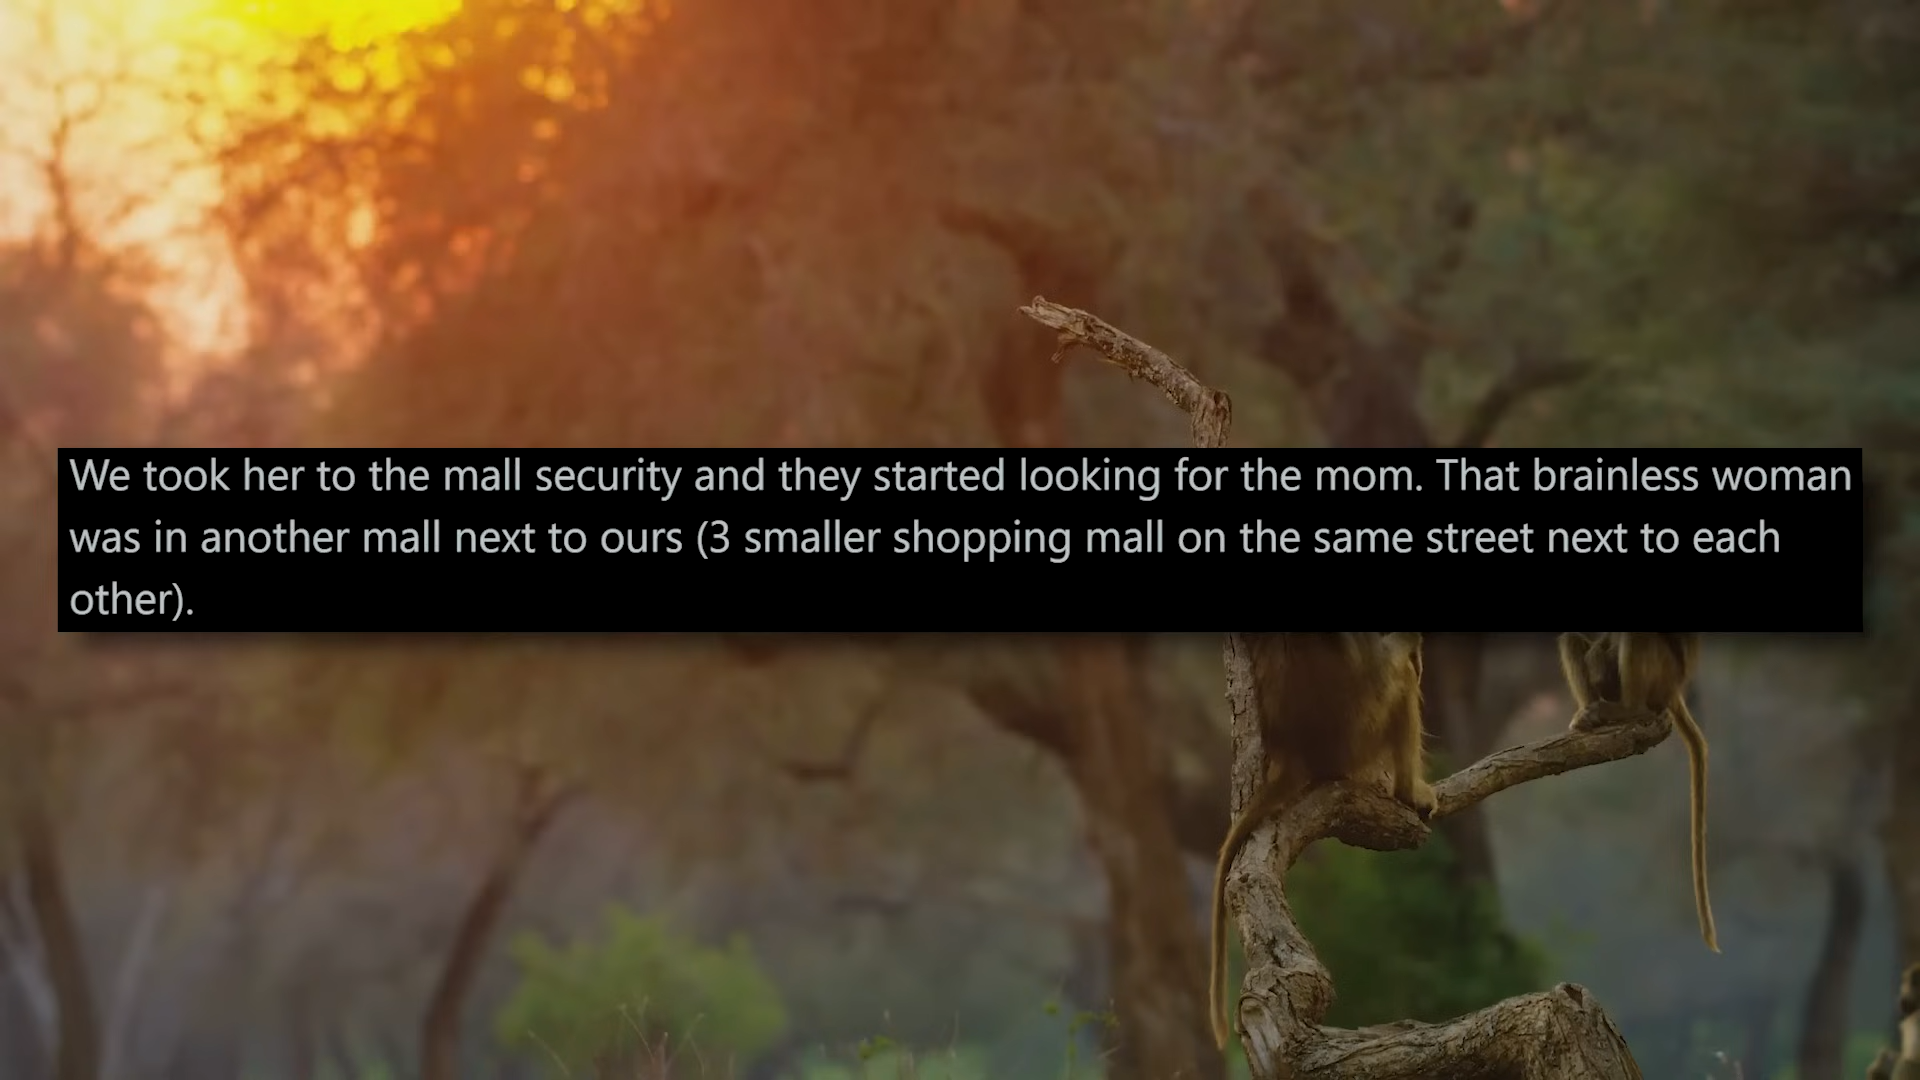 We took her to the mall security and they started looking for the mom. That brainless woman
was in another mall next to ours (3 smaller shopping mall on the same street next to each
other).